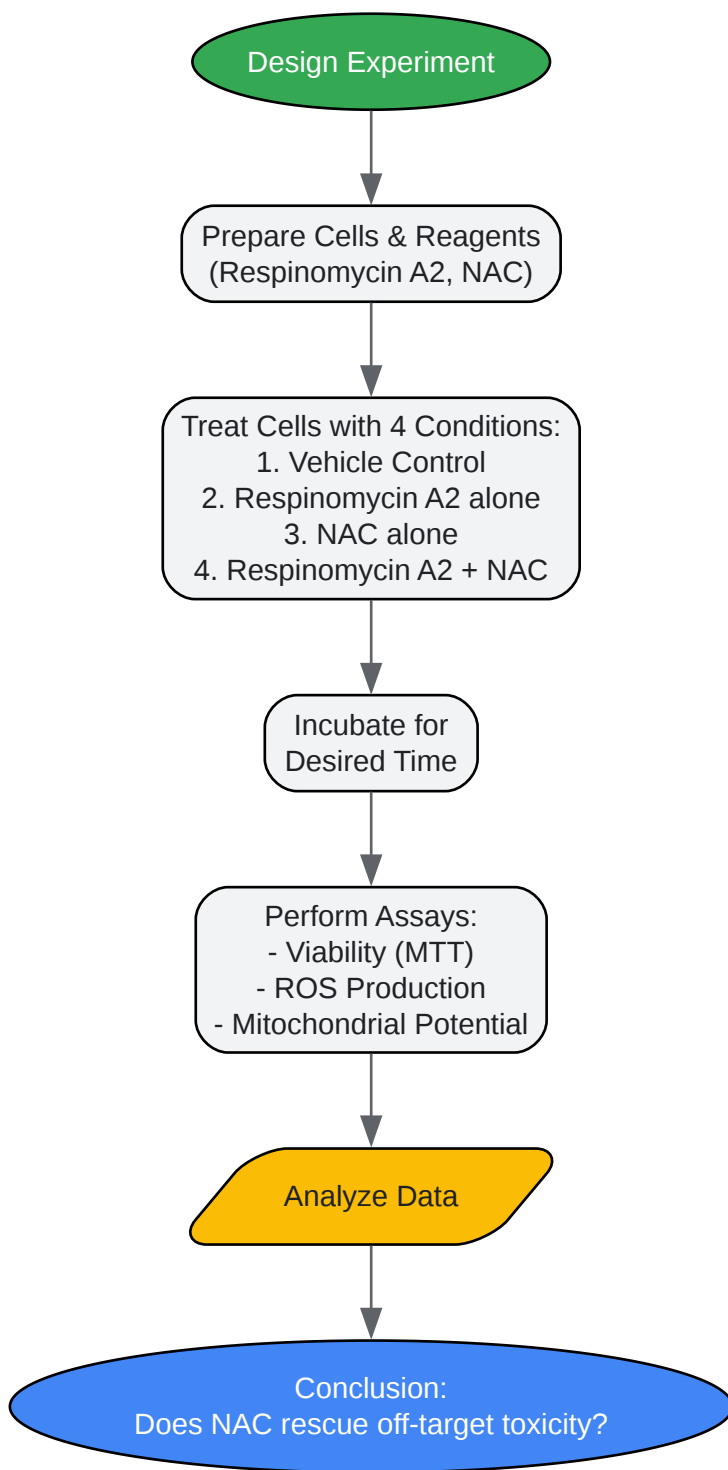 Design Experiment
Prepare Cells & Reagents
(Respinomycin A2, NAC)
Treat Cells with 4 Conditions:
1. Vehicle Control
2. Respinomycin A2 alone
3. NAC alone
4. Respinomycin A2 + NAC
Incubate for
Desired Time
Perform Assays:
- Viability (MTT)
- ROS Production
- Mitochondrial Potential
Analyze Data
Conclusion:
Does NAC rescue off-target toxicity?